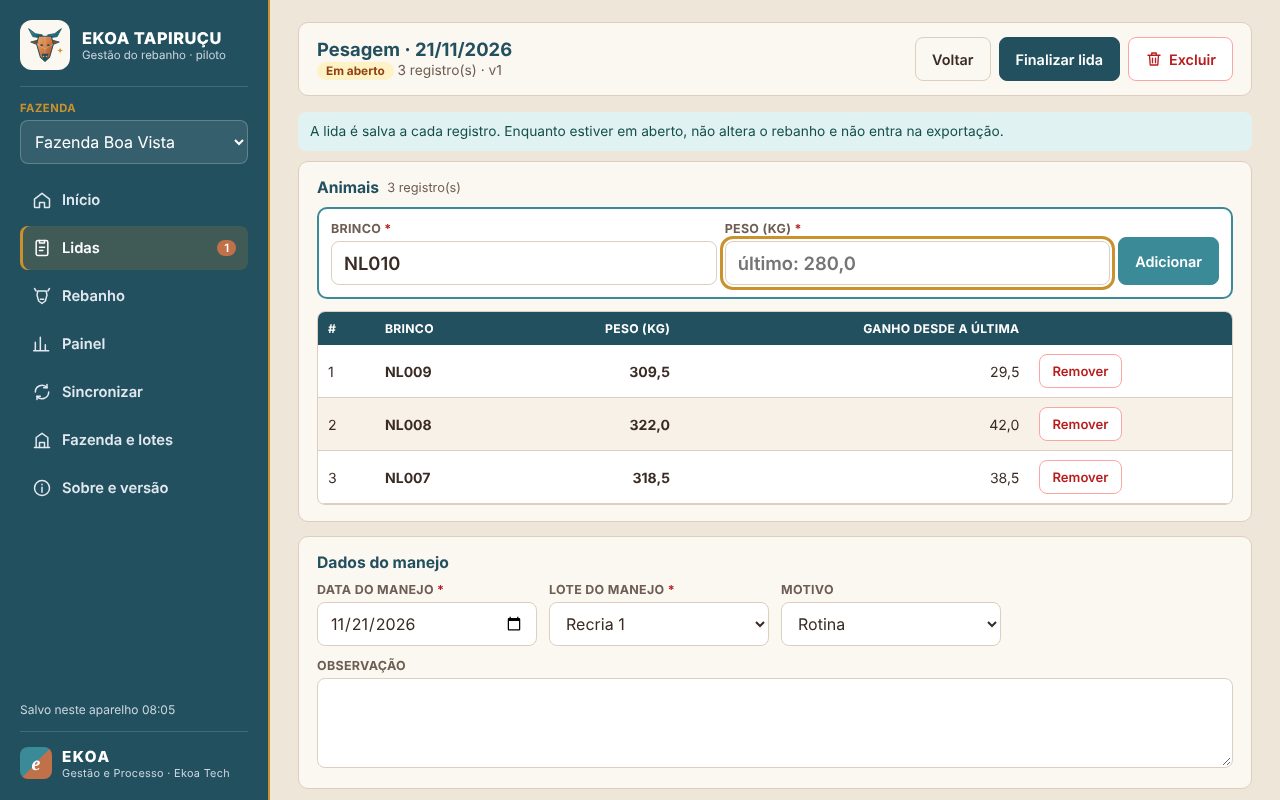 EKOA TAPIRUÇU
Gestão do rebanho · piloto
FAZENDA
Fazenda Boa Vista
Início
Lidas 1
Rebanho
Painel
Sincronizar
Fazenda e lotes
Sobre e versão
Salvo neste aparelho 08:05
e
EKOA
Gestão e Processo · Ekoa Tech
Pesagem · 21/11/2026
Em aberto 3 registro(s) · v1
Voltar
Finalizar lida
Excluir
A lida é salva a cada registro. Enquanto estiver em aberto, não altera o rebanho e não entra na exportação.
Animais 3 registro(s)
BRINCO * PESO (KG) *
NL010 último: 280,0 Adicionar
# BRINCO PESO (KG) GANHO DESDE A ÚLTIMA
1 NL009 309,5 29,5 Remover
2 NL008 322,0 42,0 Remover
3 NL007 318,5 38,5 Remover
Dados do manejo
DATA DO MANEJO * LOTE DO MANEJO * MOTIVO
11/21/2026 Recria 1 Rotina
OBSERVAÇÃO